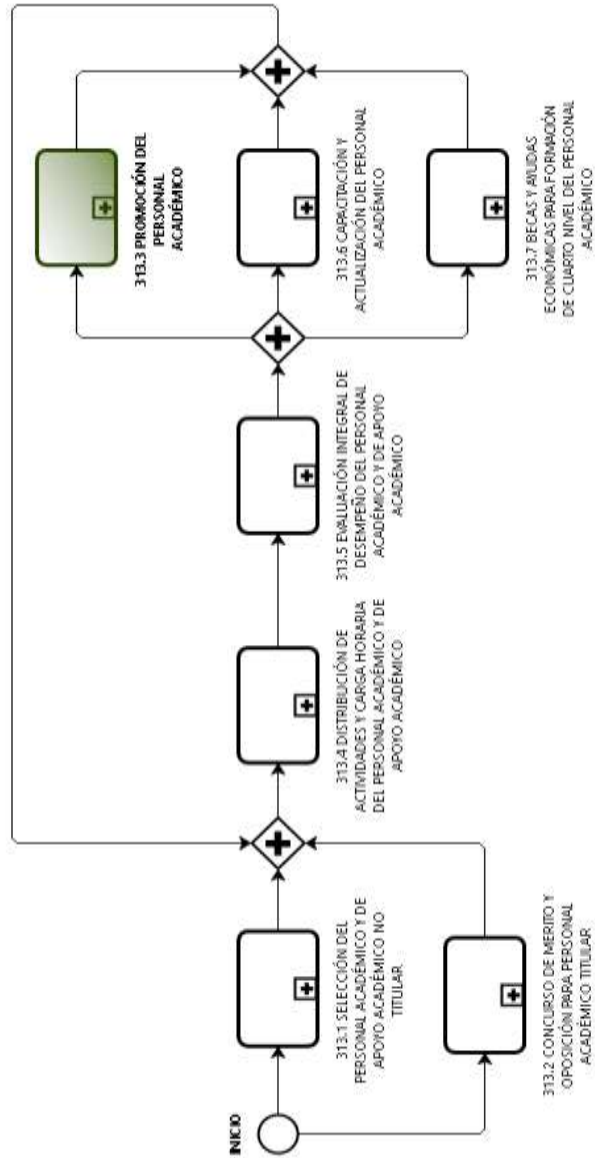 INICIO
313.1 SELECCIÓN DEL
PERSONAL ACADÉMICO Y DE
APOYO ACADÉMICO NO
TITULAR
313.2 CONCURSO DE MERITO Y
OPOSICIÓN PARA PERSONAL
ACADÉMICO TITULAR
313.4 DISTRIBUCIÓN DE
ACTIVIDADES Y CARGA HORARIA
DEL PERSONAL ACADÉMICO Y DE
APOYO ACADÉMICO
313.5 EVALUACIÓN INTEGRAL DE
DESEMPEÑO DEL PERSONAL
ACADÉMICO Y DE APOYO
ACADÉMICO
313.3 PROMOCIÓN DEL
PERSONAL
ACADÉMICO
313.6 CAPACITACIÓN Y
ACTUALIZACIÓN DEL PERSONAL
ACADÉMICO
313.7 BECAS Y AYUDAS
ECONÓMICAS PARA FORMACIÓN
DE CUARTO NIVEL DEL PERSONAL
ACADÉMICO